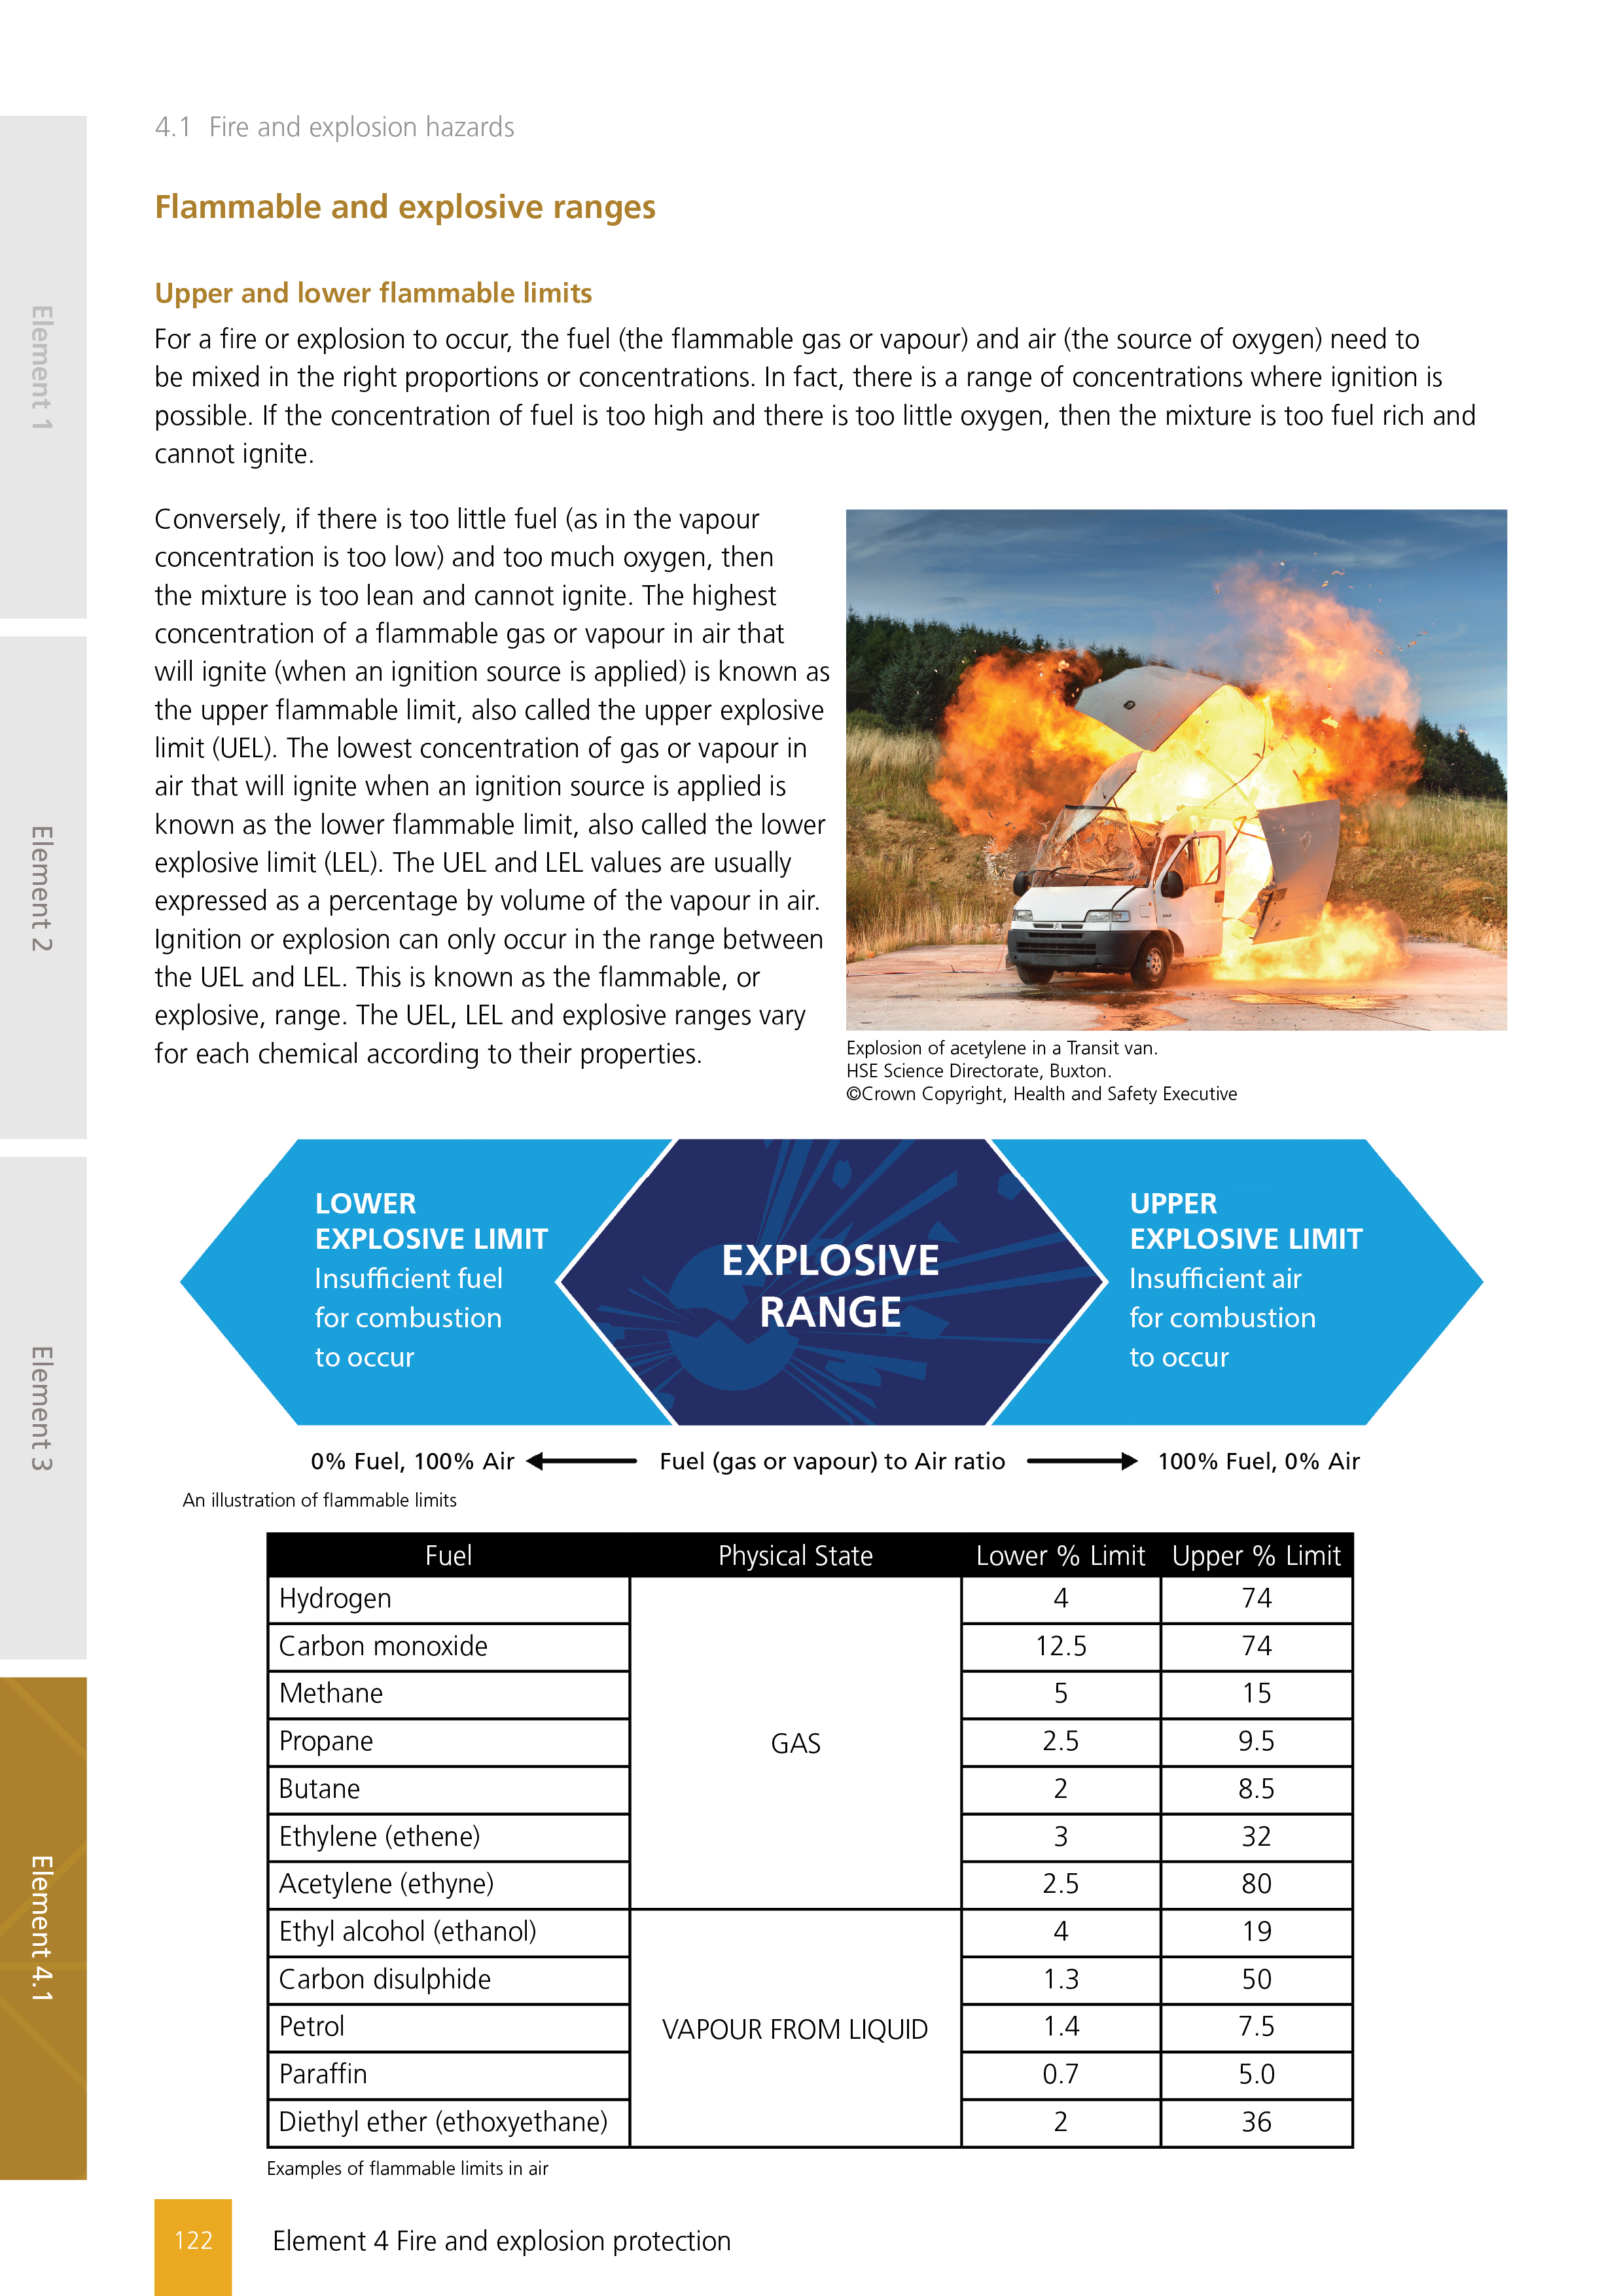 4.1 Fire and explosion hazards
Flammable and explosive ranges
Upper and lower flammable limits
For a fire or explosion to occur, the fuel (the flammable gas or vapour) and air (the source of oxygen) need to
be mixed in the right proportions or concentrations. In fact, there is a range of concentrations where ignition is
possible. If the concentration of fuel is too high and there is too little oxygen, then the mixture is too fuel rich and
cannot ignite.
Conversely, if there is too little fuel (as in the vapour
concentration is too low) and too much oxygen, then
the mixture is too lean and cannot ignite. The highest
concentration of a flammable gas or vapour in air that
will ignite (when an ignition source is applied) is known as
the upper flammable limit, also called the upper explosive
limit (UEL). The lowest concentration of gas or vapour in
air that will ignite when an ignition source is applied is
known as the lower flammable limit, also called the lower
explosive limit (LEL). The UEL and LEL values are usually
expressed as a percentage by volume of the vapour in air.
Ignition or explosion can only occur in the range between
the UEL and LEL. This is known as the flammable, or
explosive, range. The UEL, LEL and explosive ranges vary
for each chemical according to their properties.
Explosion of acetylene in a Transit van.
HSE Science Directorate, Buxton.
©Crown Copyright, Health and Safety Executive
LOWER
EXPLOSIVE LIMIT
Insufficient fuel
for combustion
to occur
EXPLOSIVE
RANGE
UPPER
EXPLOSIVE LIMIT
Insufficient air
for combustion
to occur
0% Fuel, 100% Air Fuel (gas or vapour) to Air ratio 100% Fuel, 0% Air
An illustration of flammable limits
Fuel Physical State Lower % Limit Upper % Limit
Hydrogen 4 74
Carbon monoxide 12.5 74
Methane 5 15
Propane GAS 2.5 9.5
Butane 2 8.5
Ethylene (ethene) 3 32
Acetylene (ethyne) 2.5 80
Ethyl alcohol (ethanol) 4 19
Carbon disulphide 1.3 50
Petrol VAPOUR FROM LIQUID 1.4 7.5
Paraffin 0.7 5.0
Diethyl ether (ethoxyethane) 2 36
Examples of flammable limits in air
122 Element 4 Fire and explosion protection
Element 1
Element 2
Element 3
Element 4.1